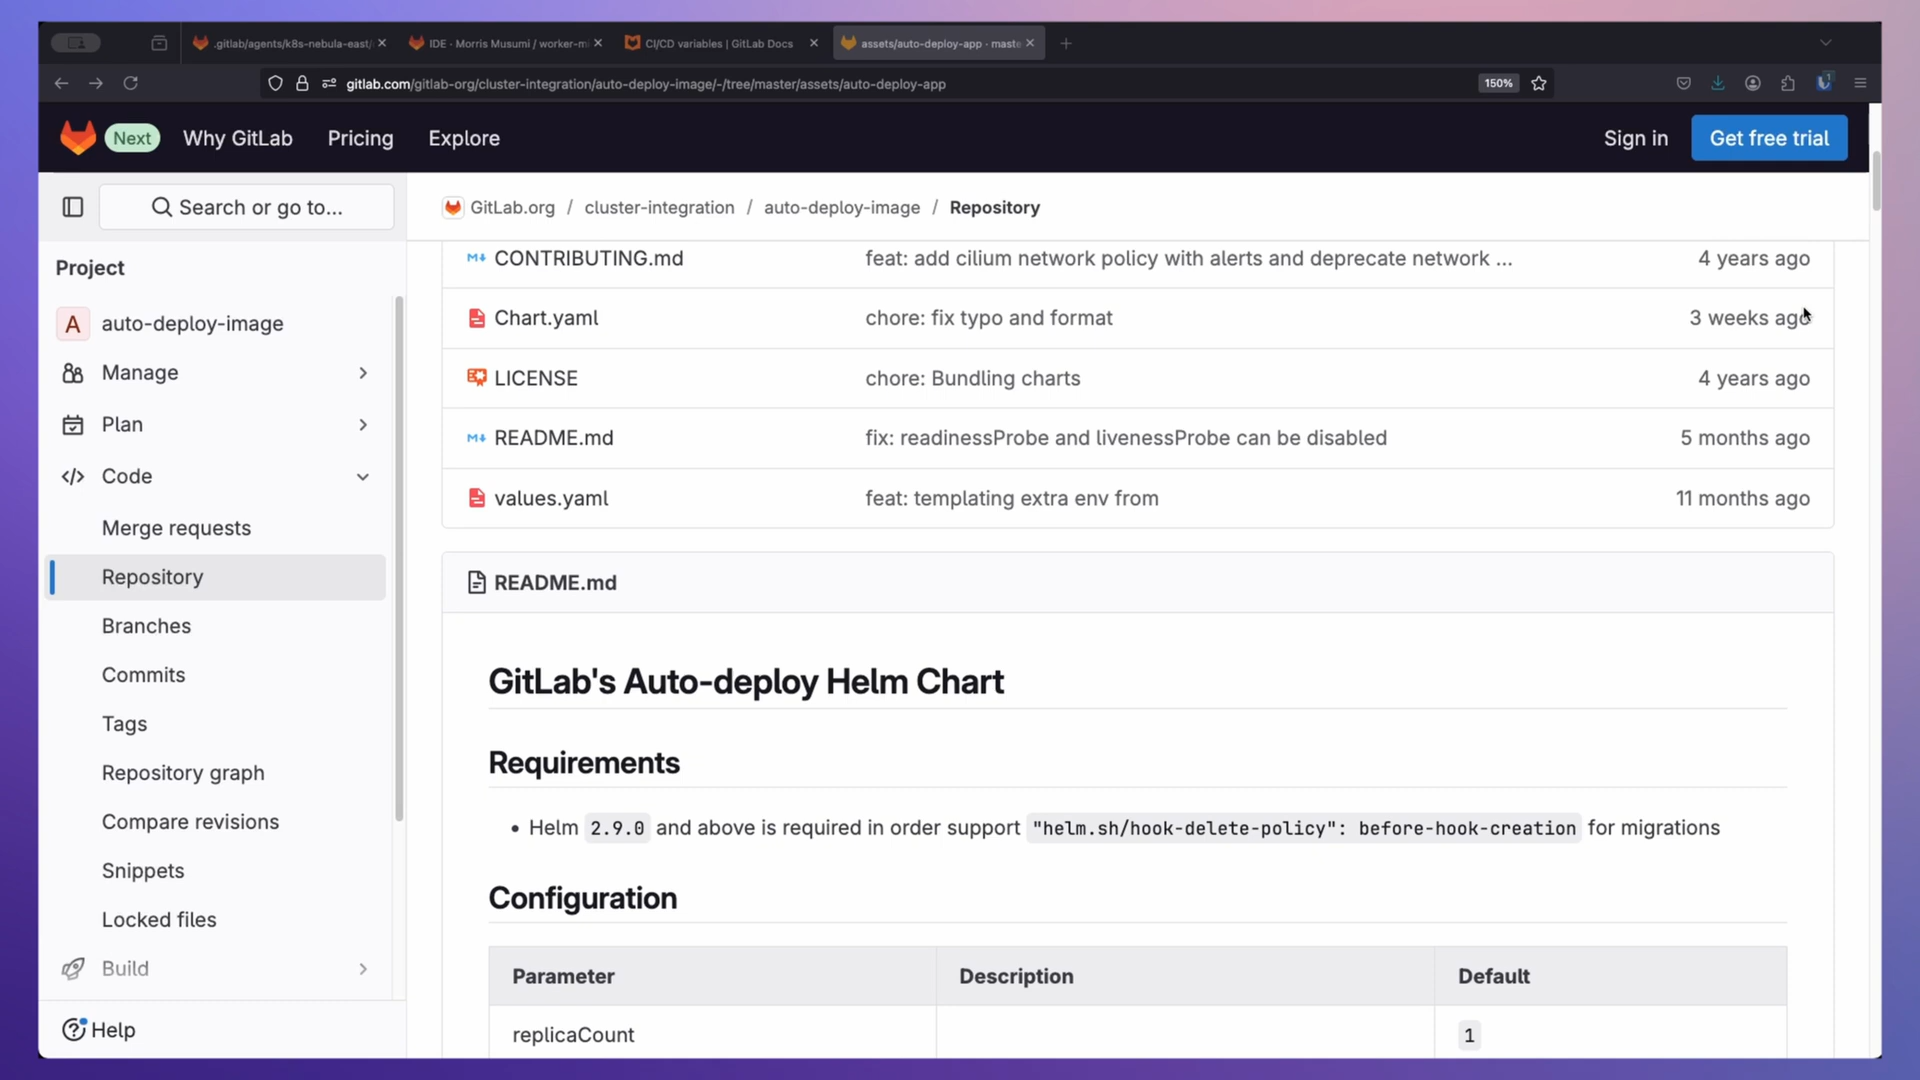 .gitlab/agents/k8s-nebula-east/
IDE - Morris Musumi / worker-m
CI/CD variables | GitLab Docs
assets/auto-deploy-app · maste
gitlab.com/gitlab-org/cluster-integration/auto-deploy-image/-/tree/master/assets/auto-deploy-app
150%
Next
Why GitLab
Pricing
Explore
Sign in
Get free trial
Search or go to...
GitLab.org / cluster-integration / auto-deploy-image / Repository
Project
A auto-deploy-image
Manage
Plan
Code
Merge requests
Repository
Branches
Commits
Tags
Repository graph
Compare revisions
Snippets
Locked files
Build
Help
CONTRIBUTING.md feat: add cilium network policy with alerts and deprecate network ... 4 years ago
Chart.yaml chore: fix typo and format 3 weeks ago
LICENSE chore: Bundling charts 4 years ago
README.md fix: readinessProbe and livenessProbe can be disabled 5 months ago
values.yaml feat: templating extra env from 11 months ago
README.md
GitLab's Auto-deploy Helm Chart
Requirements
• Helm 2.9.0 and above is required in order support "helm.sh/hook-delete-policy": before-hook-creation for migrations
Configuration
Parameter Description Default
replicaCount 1